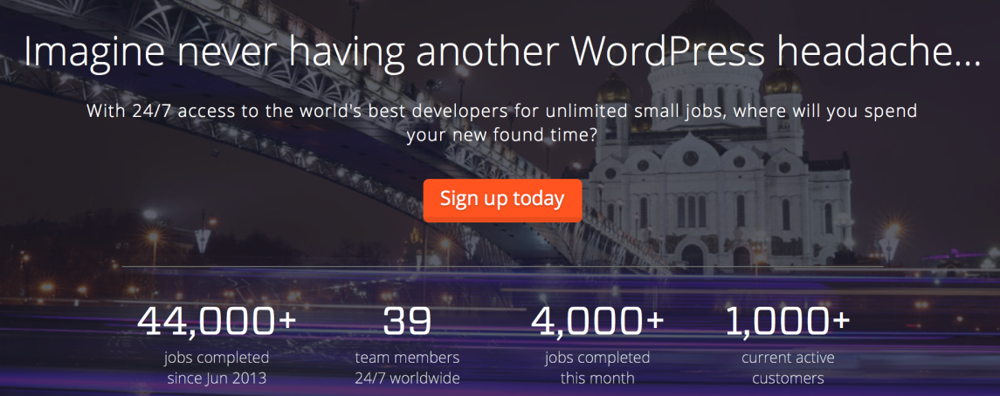 Imagine never having another WordPress headache...
With 24/7 access to the world's best developers for unlimited small jobs, where will you spend
your new found time?
Sign up today
44,000+ 39 4,000+ 1,000+
jobs completed team members jobs completed current active
since Jun 2013 24/7 worldwide this month customers